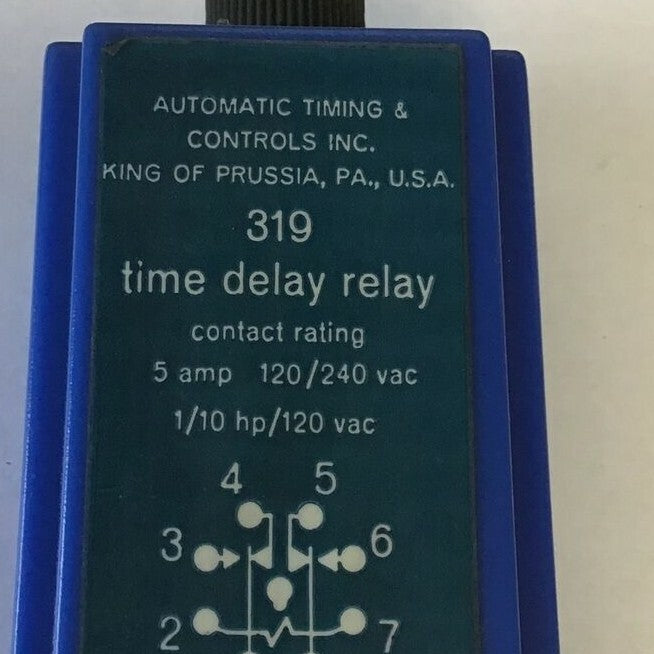 AUTOMATIC TIMING &
CONTROLS INC.
KING OF PRUSSIA, PA., U.S.A.
319
time delay relay
contact rating
5 amp 120/240 vac
1/10 hp/120 vac
4 5
3 6
2 7